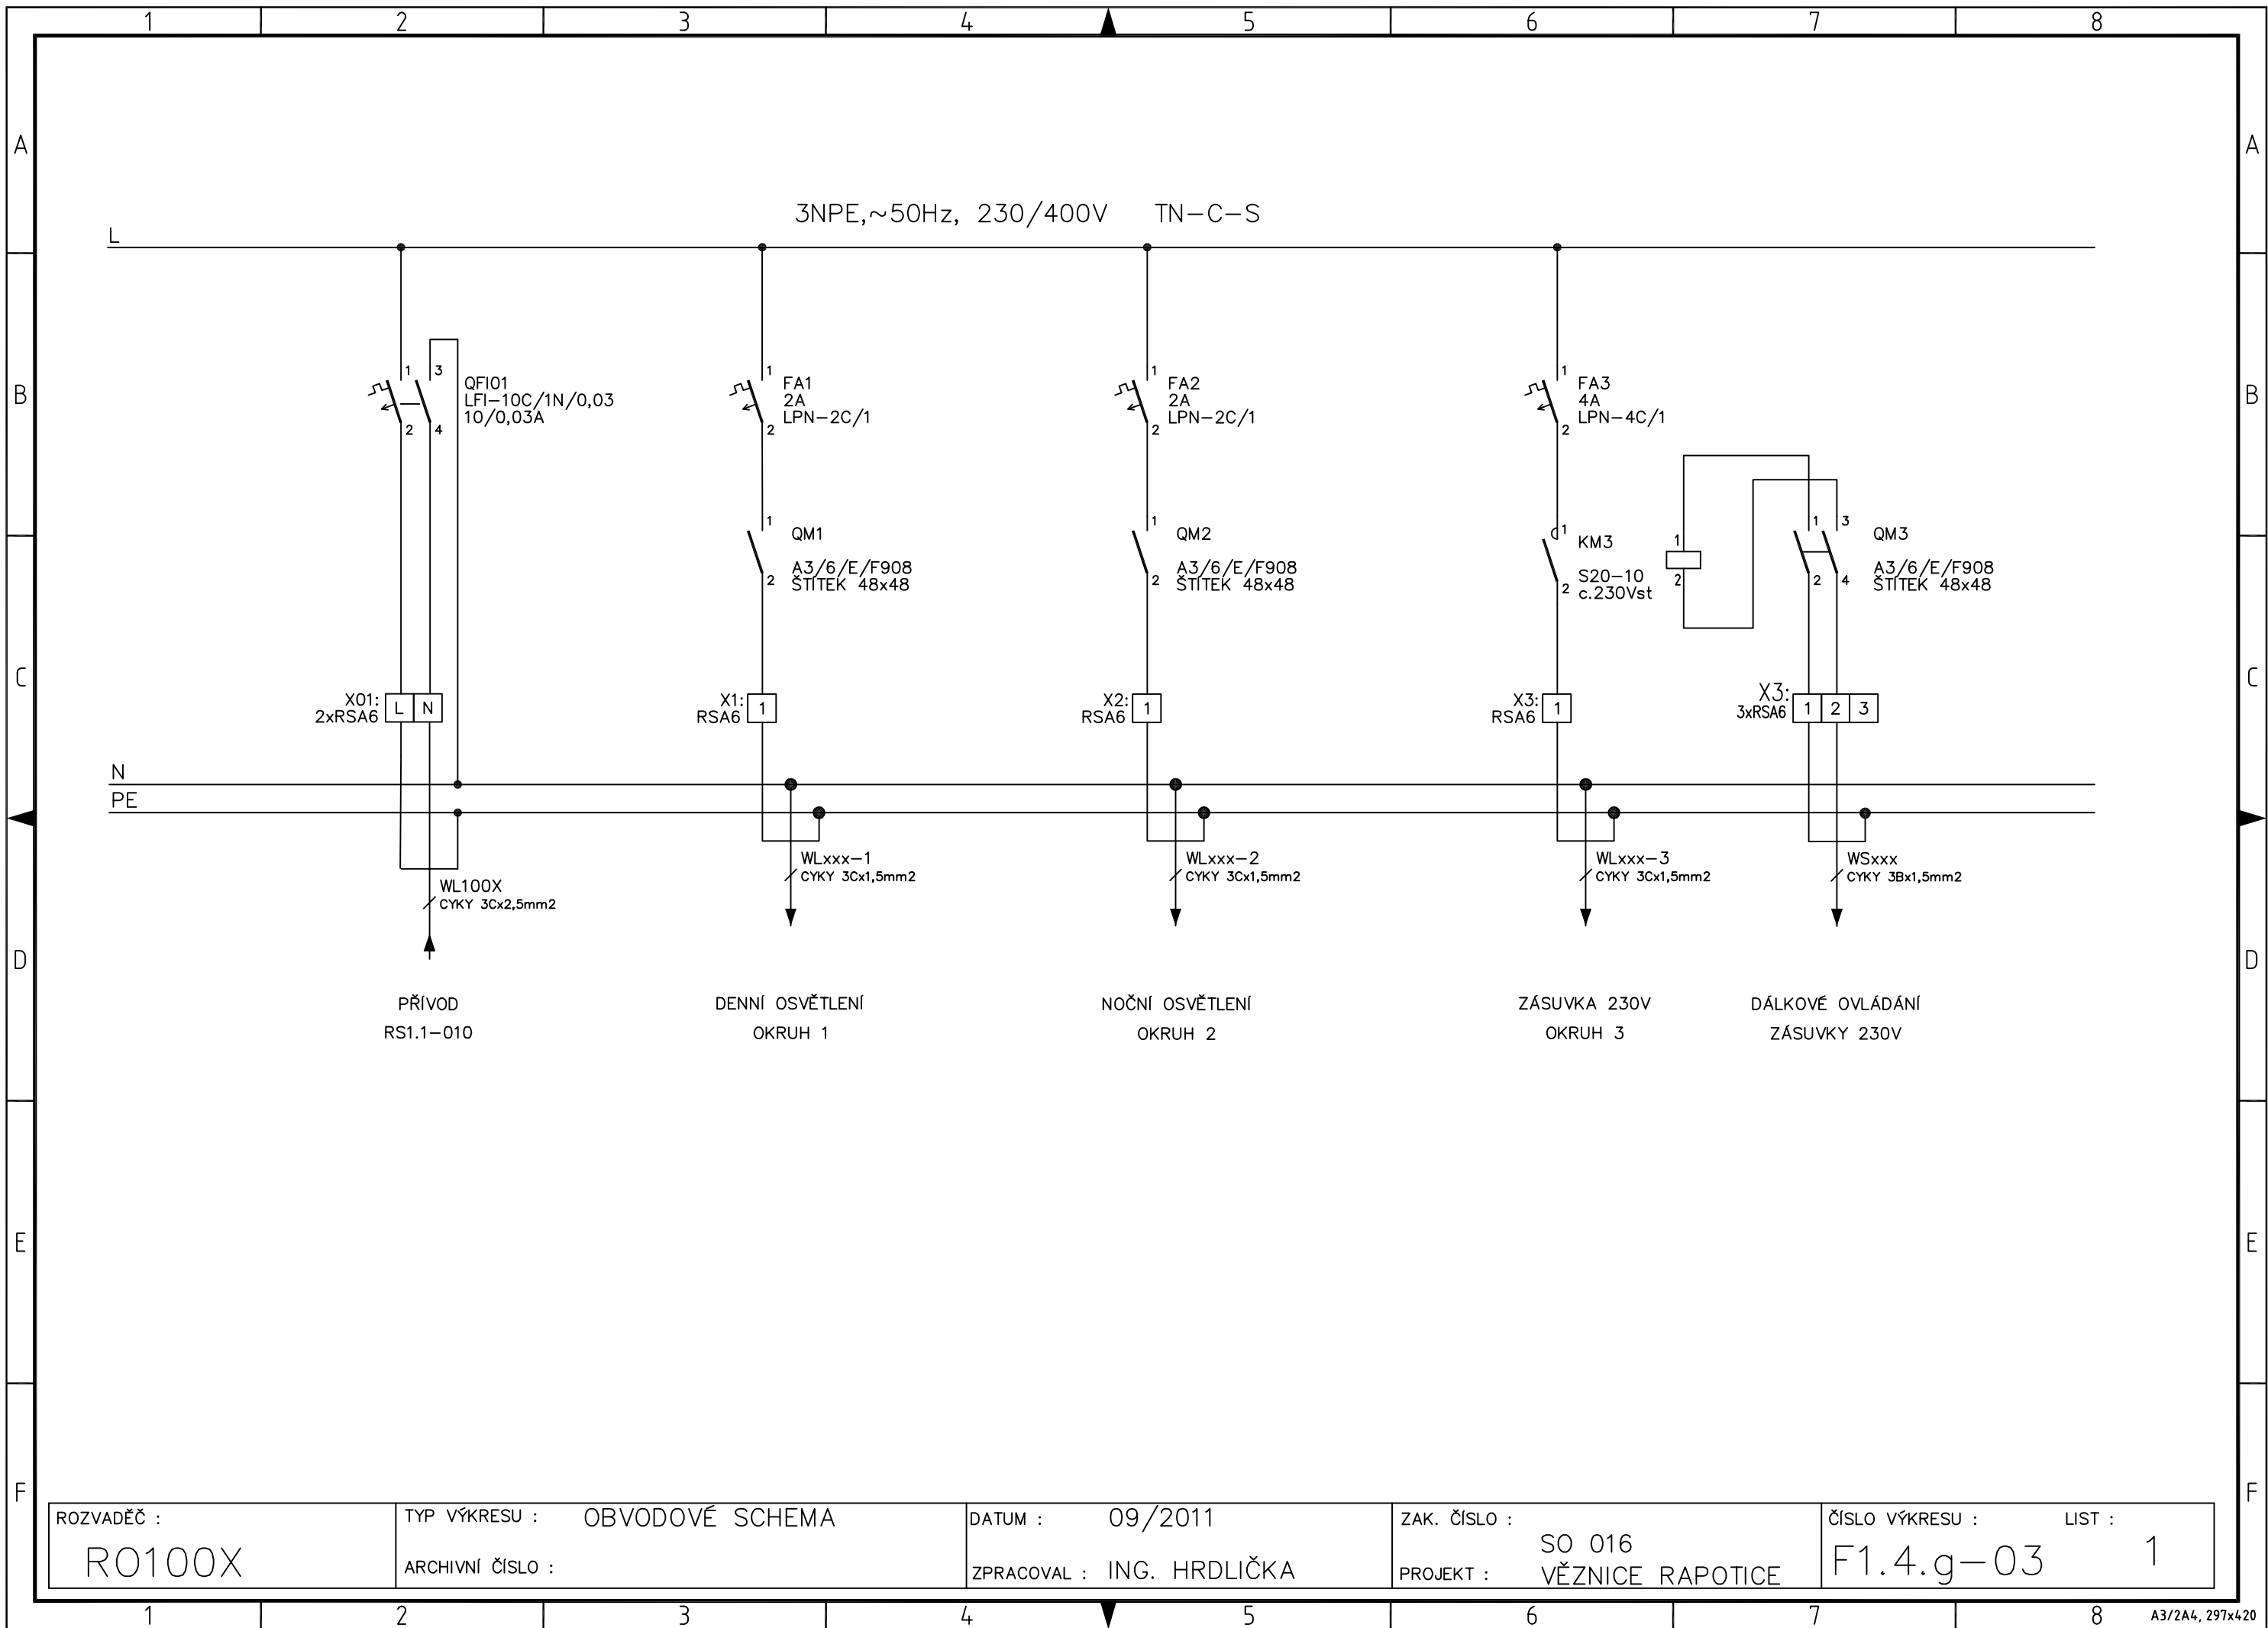 1 2 3 4 5 6 7 8
A A
3NPE,~50Hz, 230/400V TN-C-S
L
B B
1 3
QFI01
LFI-10C/1N/0,03
10/0,03A
2 4
1
FA1
2A
LPN-2C/1
2
1
FA2
2A
LPN-2C/1
2
1
FA3
4A
LPN-4C/1
2
1
QM1
A3/6/E/F908
2
ŠTÍTEK 48x48
1
QM2
A3/6/E/F908
2
ŠTÍTEK 48x48
1
KM3
S20-10
2
c.230Vst
1
2
1 3
QM3
A3/6/E/F908
2 4
ŠTÍTEK 48x48
C C
X01:
2xRSA6
L N
X1:
RSA6
1
X2:
RSA6
1
X3:
RSA6
1
X3:
3xRSA6
1 2 3
N
PE
WL100X
CYKY 3Cx2,5mm2
WLxxx-1
CYKY 3Cx1,5mm2
WLxxx-2
CYKY 3Cx1,5mm2
WLxxx-3
CYKY 3Cx1,5mm2
WSxxx
CYKY 3Bx1,5mm2
D D
PŘÍVOD
RS1.1-010
DENNÍ OSVĚTLENÍ
OKRUH 1
NOČNÍ OSVĚTLENÍ
OKRUH 2
ZÁSUVKA 230V
OKRUH 3
DÁLKOVÉ OVLÁDÁNÍ
ZÁSUVKY 230V
E E
F F
ROZVADĚČ :
RO100X
TYP VÝKRESU : OBVODOVÉ SCHEMA
ARCHIVNÍ ČÍSLO :
DATUM : 09/2011
ZPRACOVAL : ING. HRDLIČKA
ZAK. ČÍSLO :
SO 016
PROJEKT : VĚZNICE RAPOTICE
ČÍSLO VÝKRESU :
F1.4.g-03
LIST :
1
1 2 3 4 5 6 7 8
A3/2A4, 297x420